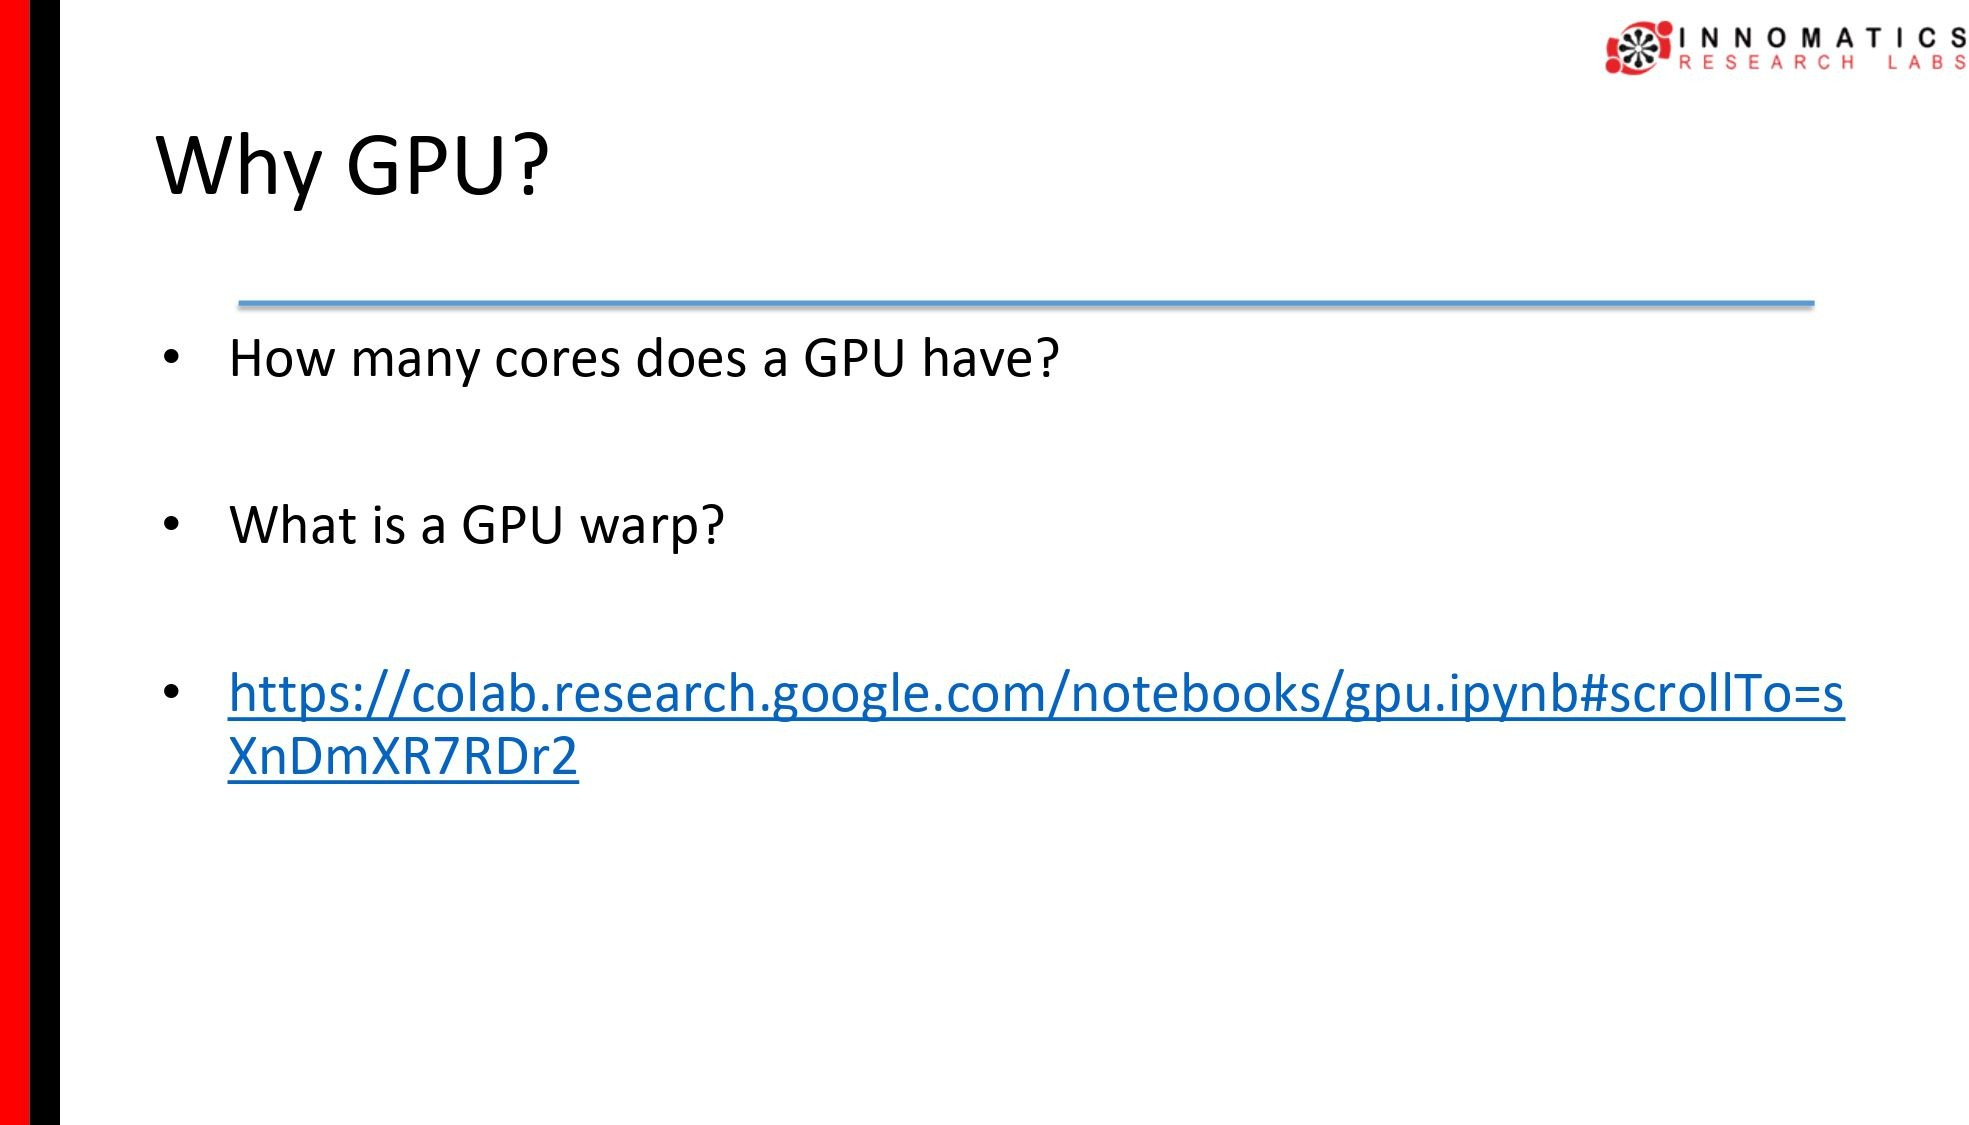 INNOMATICS
RESEARCH LABS
Why GPU?
• How many cores does a GPU have?
• What is a GPU warp?
• https://colab.research.google.com/notebooks/gpu.ipynb#scrollTo=s
XnDmXR7RDr2